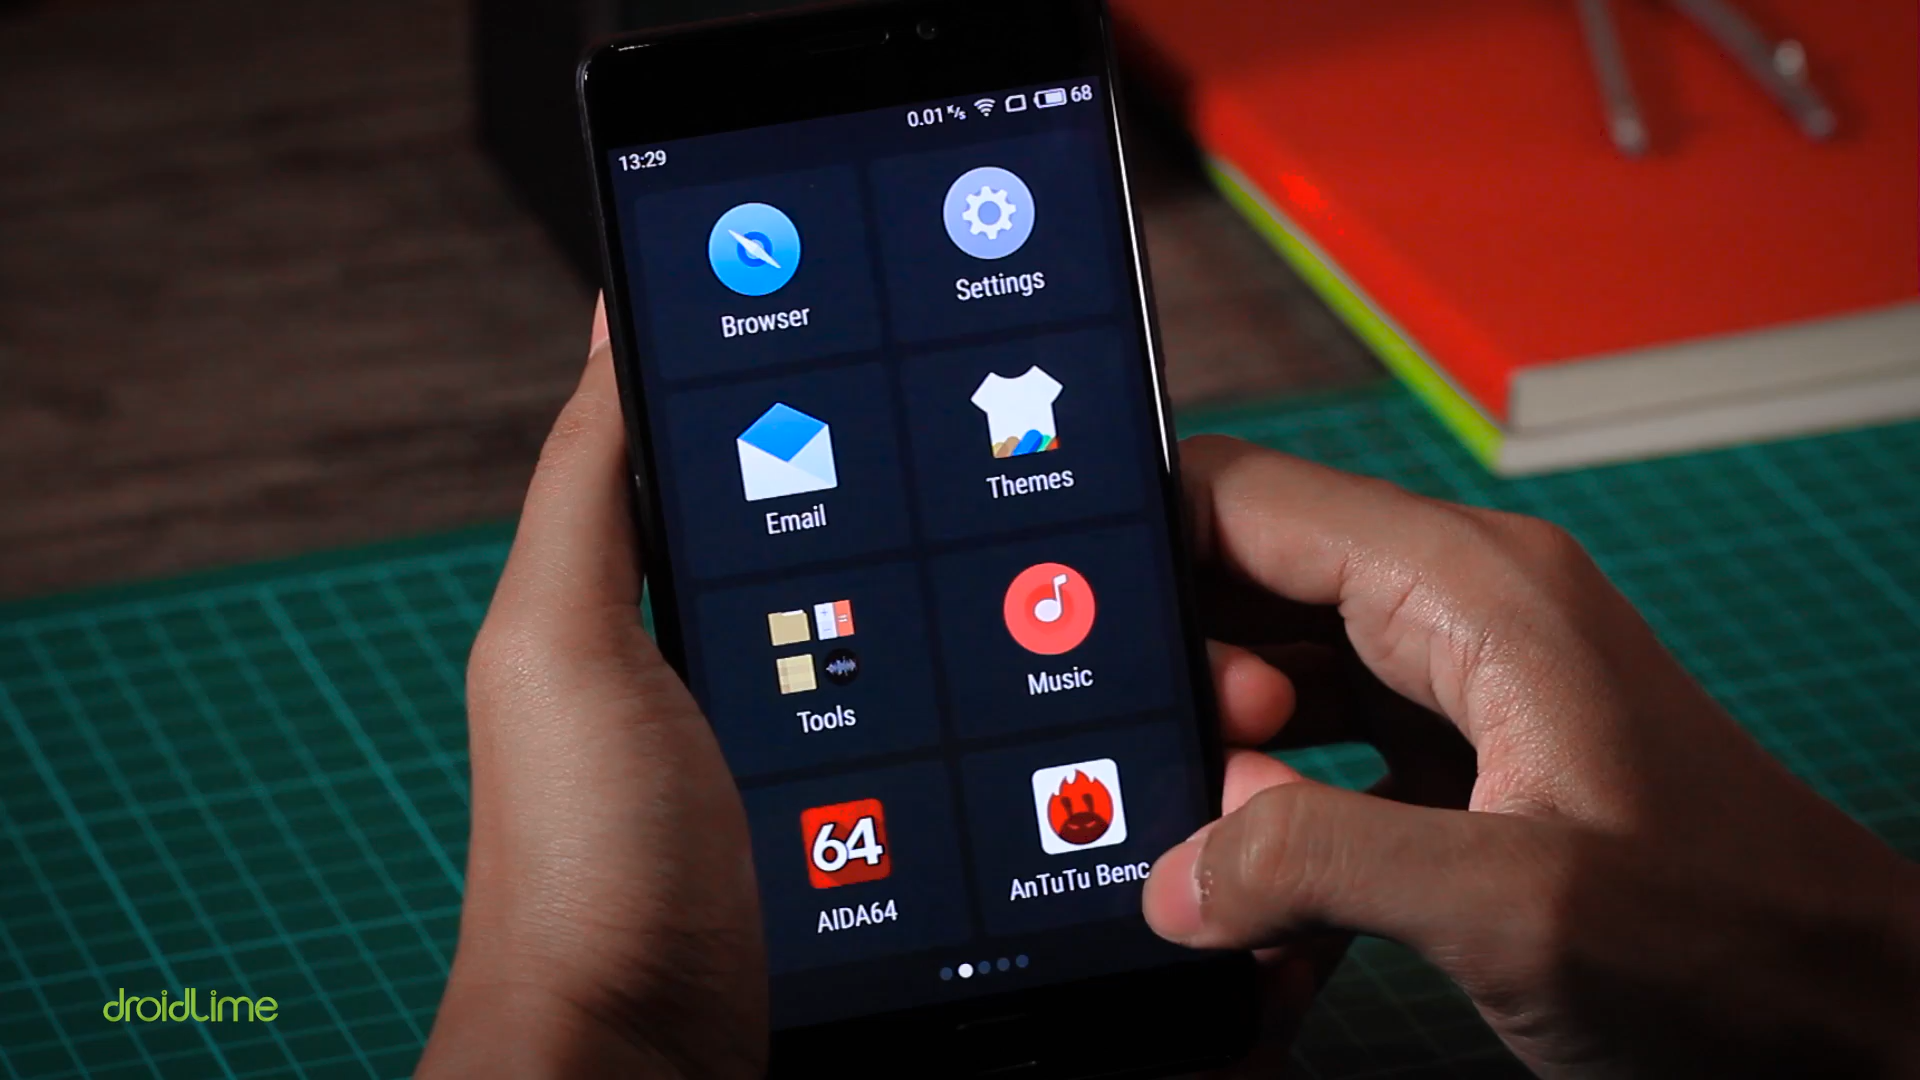 0.01 K/s 68
13:29
Browser
Settings
Email
Themes
Tools
Music
64
AIDA64
AnTuTu Benc
droidlime